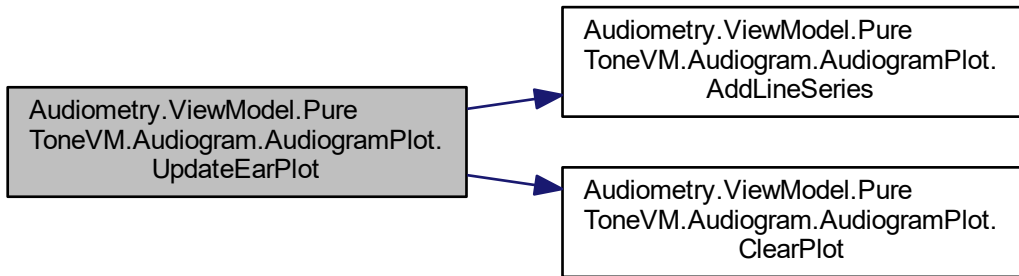 Audiometry.ViewModel.Pure
ToneVM.Audiogram.AudiogramPlot.
UpdateEarPlot
Audiometry.ViewModel.Pure
ToneVM.Audiogram.AudiogramPlot.
AddLineSeries
Audiometry.ViewModel.Pure
ToneVM.Audiogram.AudiogramPlot.
ClearPlot